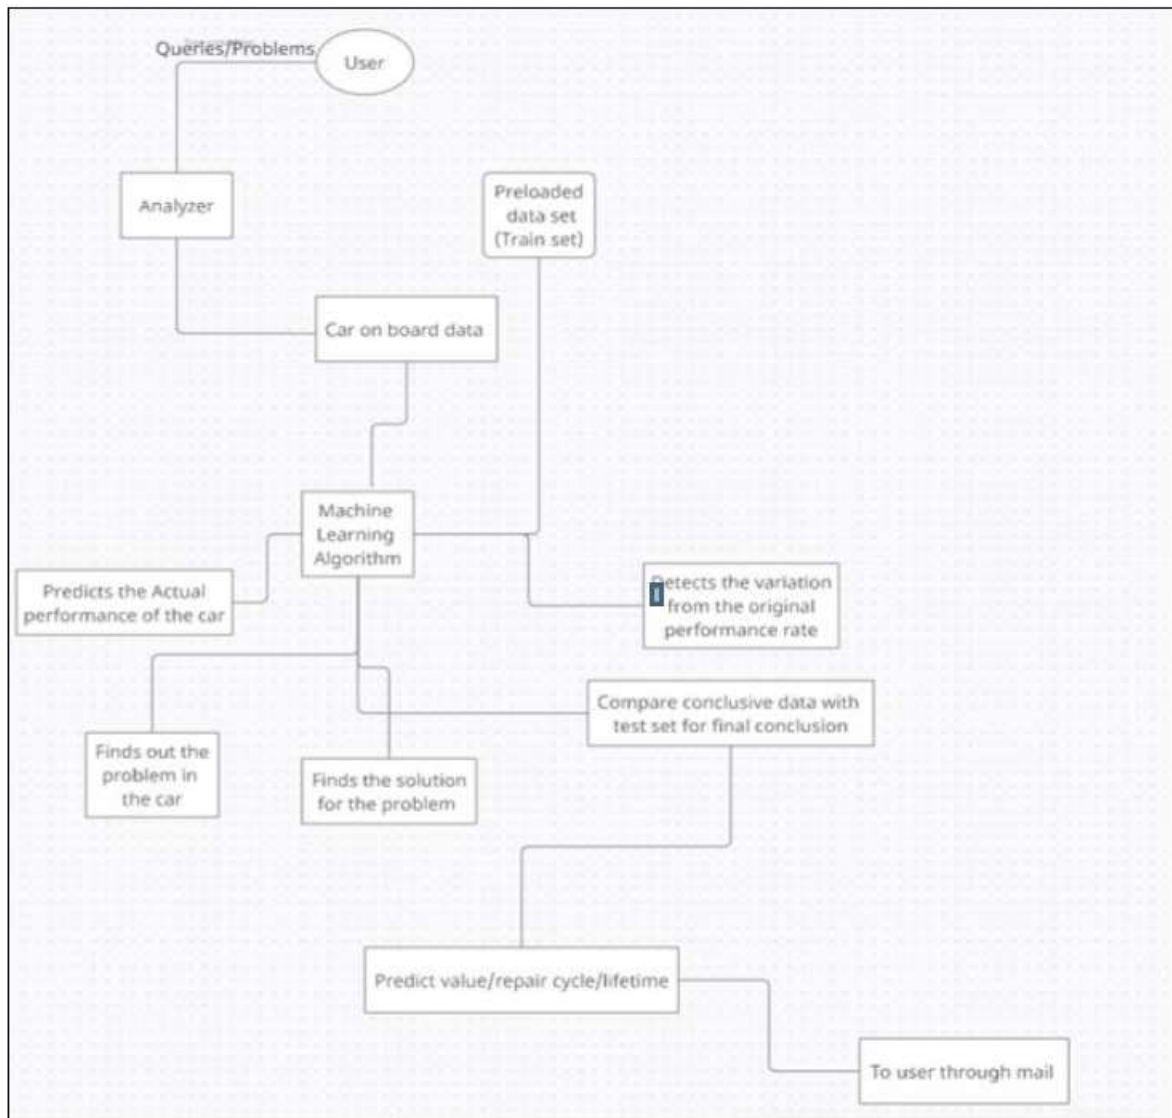 Queries/Problems
User
Analyzer
Preloaded
data set
(Train set)
Car on board data
Machine
Learning
Algorithm
Predicts the Actual
performance of the car
Detects the variation
from the original
performance rate
Compare conclusive data with
test set for final conclusion
Finds out the
problem in
the car
Finds the solution
for the problem
Predict value/repair cycle/lifetime
To user through mail